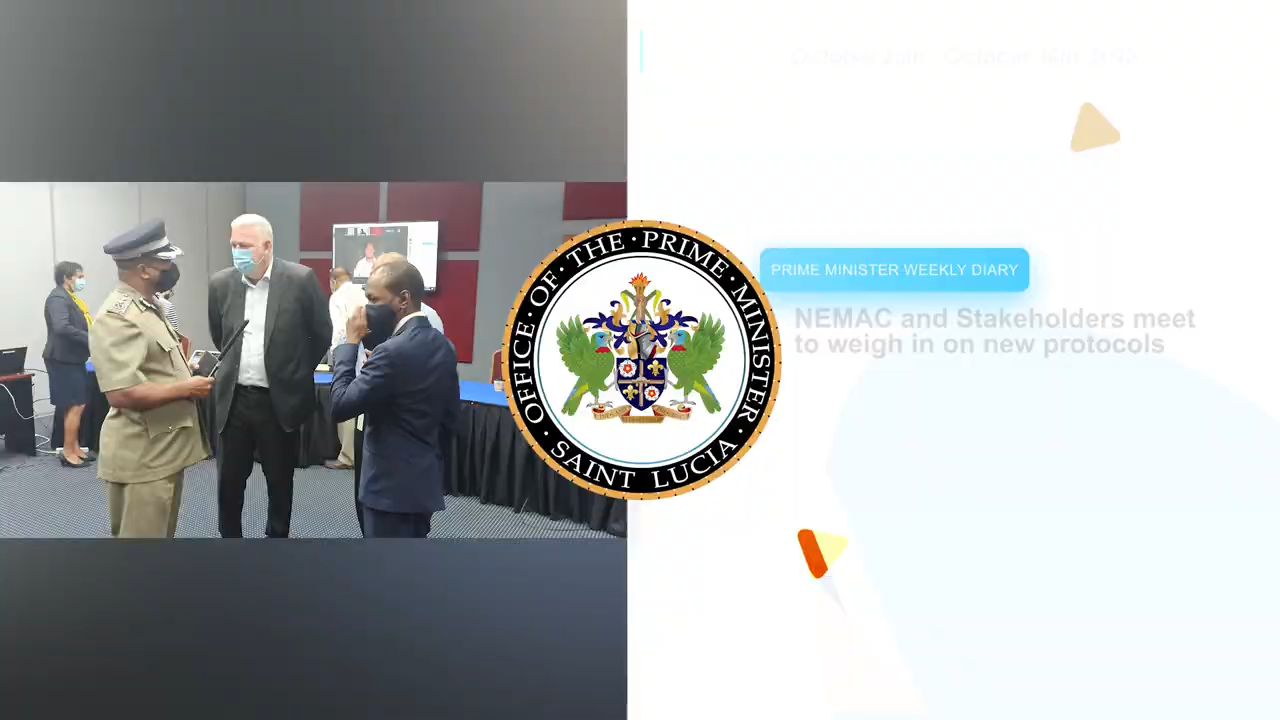 OFFICE·OF·THE·PRIME·MINISTER·
SAINT LUCIA
PRIME MINISTER WEEKLY DIARY
NEMAC and Stakeholders meet
to weigh in on new protocols